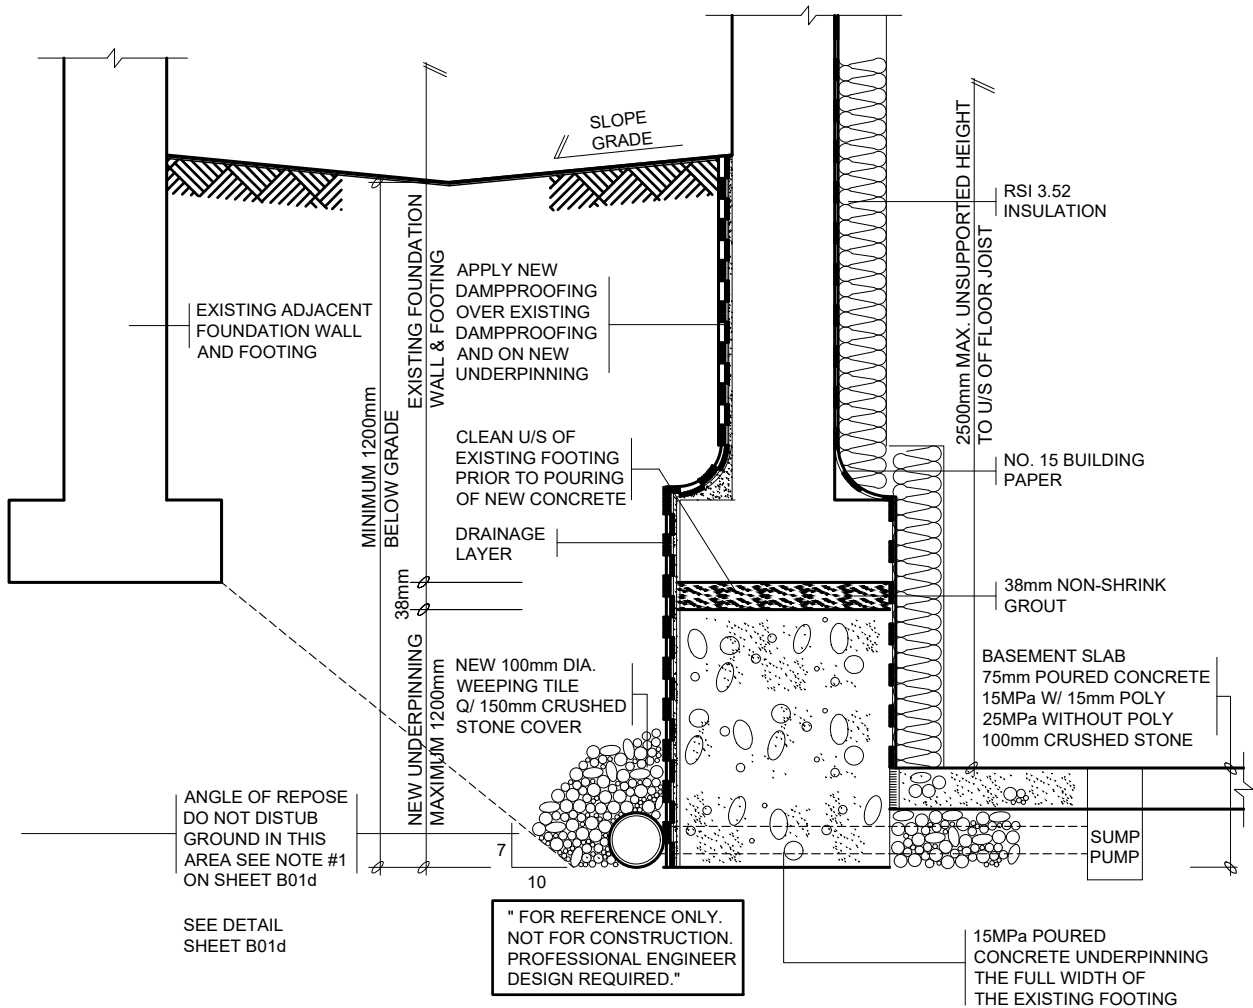 SLOPE
GRADE
RSI 3.52
INSULATION
2500mm MAX. UNSUPPORTED HEIGHT
TO U/S OF FLOOR JOIST
EXISTING FOUNDATION
WALL & FOOTING
APPLY NEW
DAMPPROOFING
OVER EXISTING
DAMPPROOFING
AND ON NEW
UNDERPINNING
EXISTING ADJACENT
FOUNDATION WALL
AND FOOTING
MINIMUM 1200mm
BELOW GRADE
CLEAN U/S OF
EXISTING FOOTING
PRIOR TO POURING
OF NEW CONCRETE
NO. 15 BUILDING
PAPER
DRAINAGE
LAYER
38mm
38mm NON-SHRINK
GROUT
NEW UNDERPINNING
MAXIMUM 1200mm
NEW 100mm DIA.
WEEPING TILE
Q/ 150mm CRUSHED
STONE COVER
BASEMENT SLAB
75mm POURED CONCRETE
15MPa W/ 15mm POLY
25MPa WITHOUT POLY
100mm CRUSHED STONE
ANGLE OF REPOSE
DO NOT DISTUB
GROUND IN THIS
AREA SEE NOTE #1
ON SHEET B01d
SEE DETAIL
SHEET B01d
7
10
SUMP
PUMP
" FOR REFERENCE ONLY.
NOT FOR CONSTRUCTION.
PROFESSIONAL ENGINEER
DESIGN REQUIRED."
15MPa POURED
CONCRETE UNDERPINNING
THE FULL WIDTH OF
THE EXISTING FOOTING